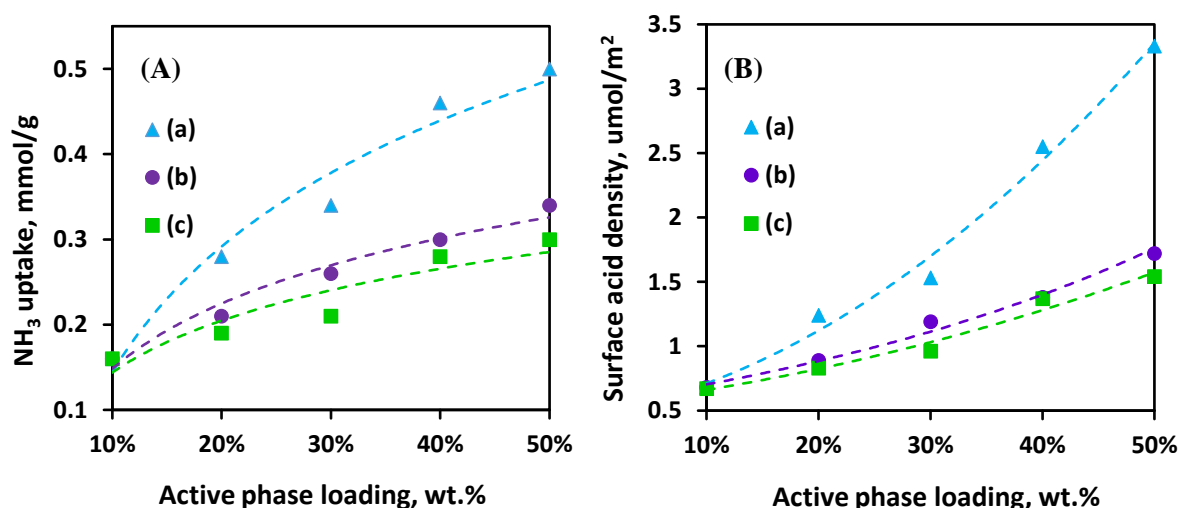 (A)
(a)
(b)
(c)
NH₃ uptake, mmol/g
0.5
0.4
0.3
0.2
0.1
10% 20% 30% 40% 50%
Active phase loading, wt.%
(B)
(a)
(b)
(c)
Surface acid density, umol/m²
3.5
3
2.5
2
1.5
1
0.5
10% 20% 30% 40% 50%
Active phase loading, wt.%